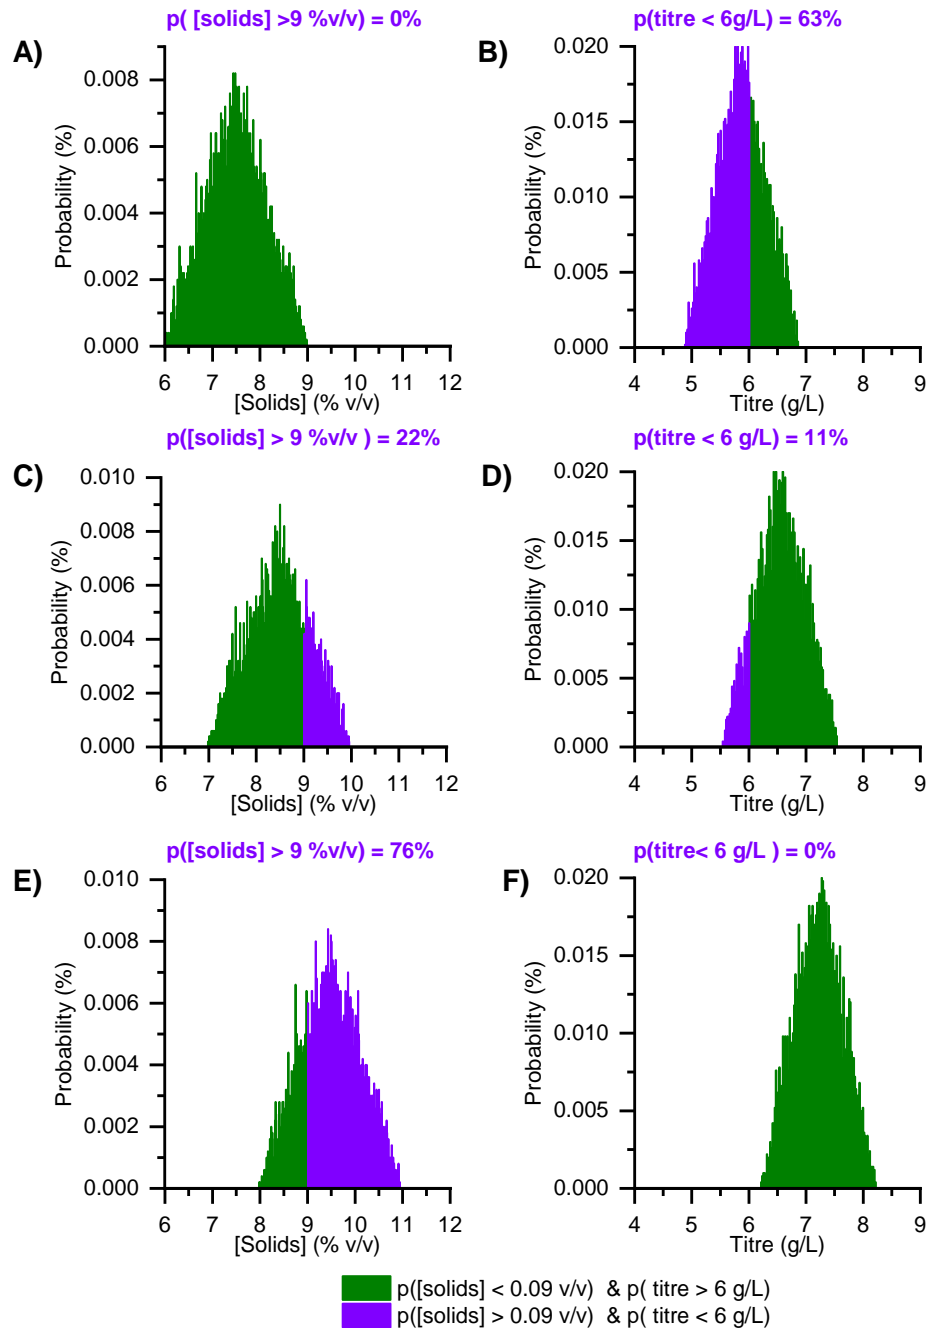 p( [solids] >9 %v/v) = 0%
A)
0.008
0.006
0.004
0.002
0.000
Probability (%)
6 7 8 9 10 11 12
[Solids] (% v/v)
p(titre < 6g/L) = 63%
B)
0.020
0.015
0.010
0.005
0.000
Probability (%)
4 5 6 7 8 9
Titre (g/L)
p([solids] > 9 %v/v ) = 22%
C)
0.010
0.008
0.006
0.004
0.002
0.000
Probability (%)
6 7 8 9 10 11 12
[Solids] (% v/v)
p(titre < 6 g/L) = 11%
D)
0.020
0.015
0.010
0.005
0.000
Probability (%)
4 5 6 7 8 9
Titre (g/L)
p([solids] > 9 %v/v) = 76%
E)
0.010
0.008
0.006
0.004
0.002
0.000
Probability (%)
6 7 8 9 10 11 12
[Solids] (% v/v)
p(titre< 6 g/L ) = 0%
F)
0.020
0.015
0.010
0.005
0.000
Probability (%)
4 5 6 7 8 9
Titre (g/L)
p([solids] < 0.09 v/v) & p( titre > 6 g/L)
p([solids] > 0.09 v/v) & p( titre < 6 g/L)